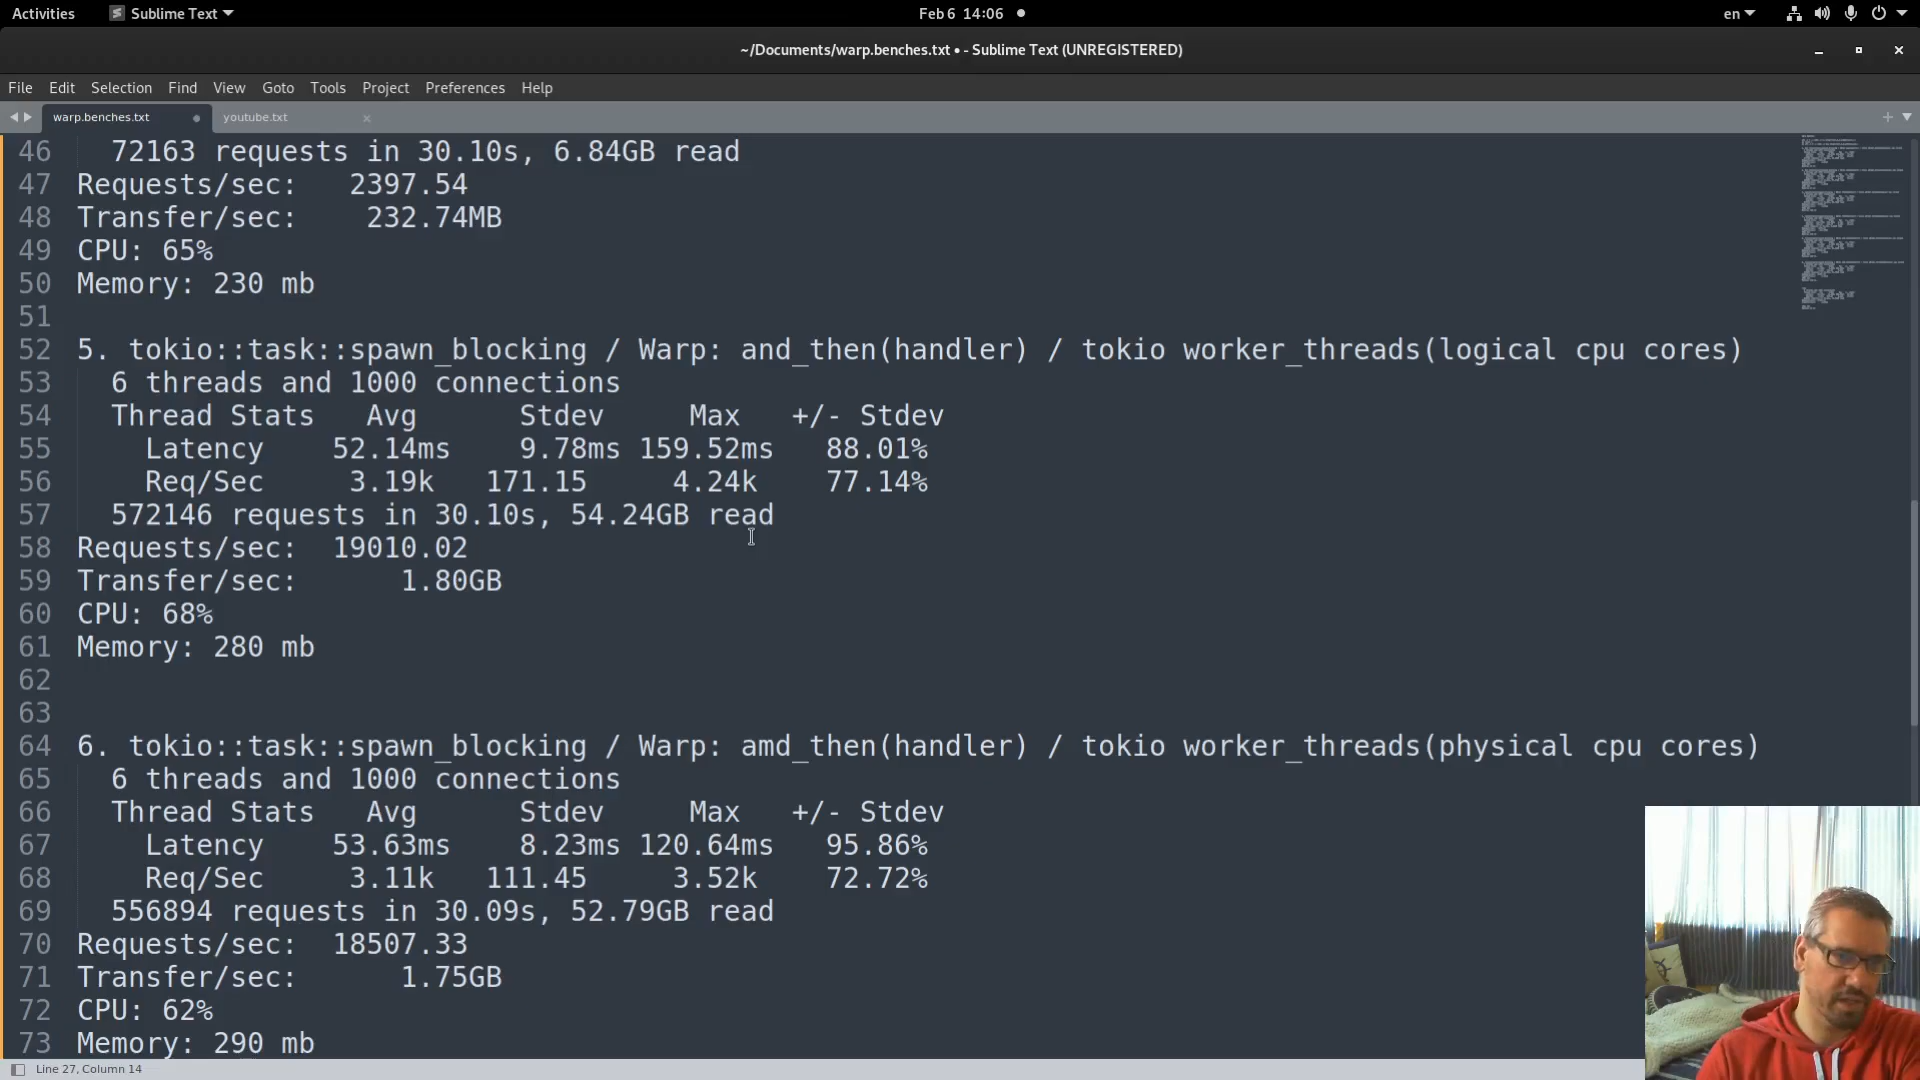 Activities Sublime Text Feb 6 14:06 en
~/Documents/warp.benches.txt • - Sublime Text (UNREGISTERED)
File Edit Selection Find View Goto Tools Project Preferences Help
warp.benches.txt youtube.txt
46 72163 requests in 30.10s, 6.84GB read
47 Requests/sec: 2397.54
48 Transfer/sec: 232.74MB
49 CPU: 65%
50 Memory: 230 mb
51
52 5. tokio::task::spawn_blocking / Warp: and_then(handler) / tokio worker_threads(logical cpu cores)
53 6 threads and 1000 connections
54 Thread Stats Avg Stdev Max +/- Stdev
55 Latency 52.14ms 9.78ms 159.52ms 88.01%
56 Req/Sec 3.19k 171.15 4.24k 77.14%
57 572146 requests in 30.10s, 54.24GB read
58 Requests/sec: 19010.02
59 Transfer/sec: 1.80GB
60 CPU: 68%
61 Memory: 280 mb
62
63
64 6. tokio::task::spawn_blocking / Warp: amd_then(handler) / tokio worker_threads(physical cpu cores)
65 6 threads and 1000 connections
66 Thread Stats Avg Stdev Max +/- Stdev
67 Latency 53.63ms 8.23ms 120.64ms 95.86%
68 Req/Sec 3.11k 111.45 3.52k 72.72%
69 556894 requests in 30.09s, 52.79GB read
70 Requests/sec: 18507.33
71 Transfer/sec: 1.75GB
72 CPU: 62%
73 Memory: 290 mb
Line 27, Column 14